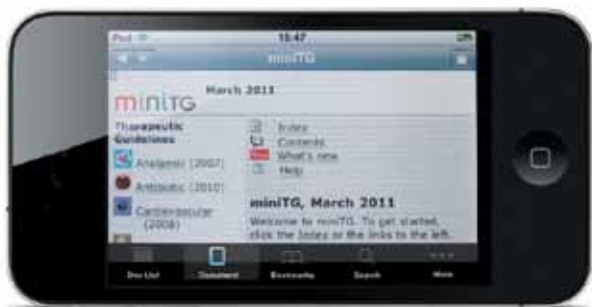 iPod
15:47
miniTG
miniTG
March 2011
Therapeutic
Guidelines
Analgesic (2007)
Antibiotic (2010)
Cardiovascular
(2008)
Index
Contents
What's new
Help
miniTG, March 2011
Welcome to miniTG. To get started,
click the Index or the links to the left.
Doc List
Document
Bookmarks
Search
More